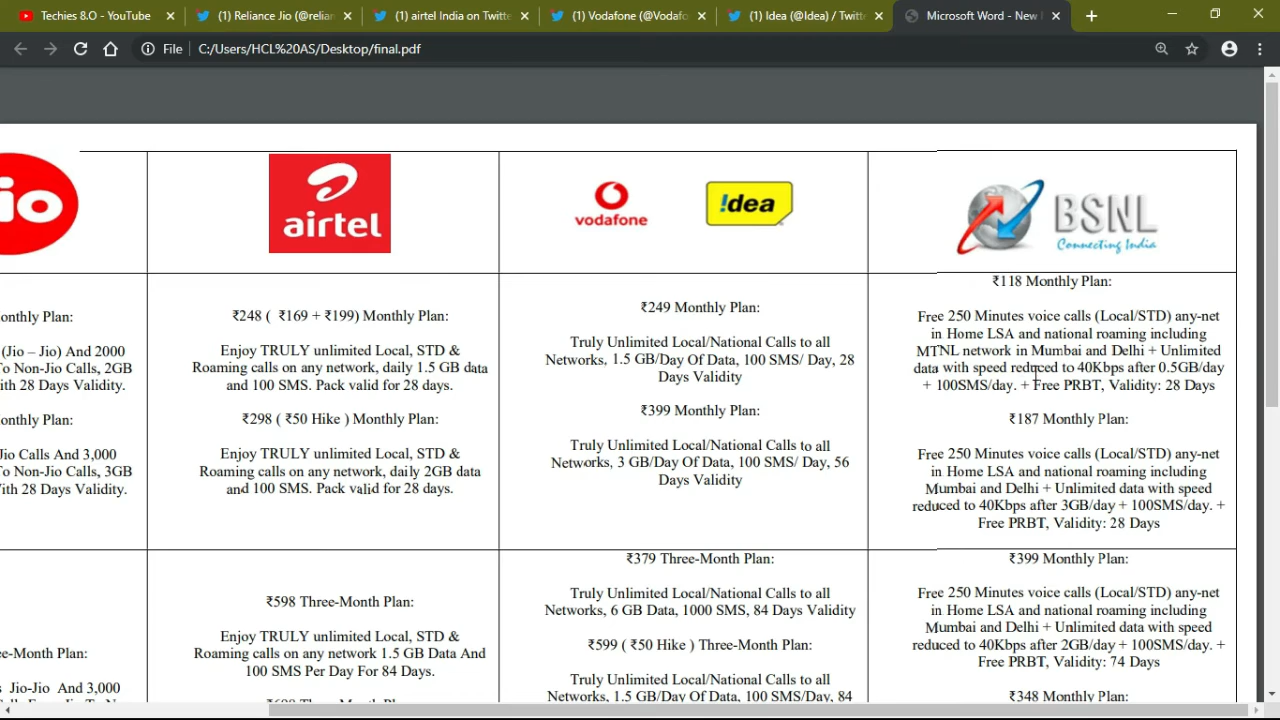 Techies 8.O - YouTube
(1) Reliance Jio (@relian
(1) airtel India on Twitte
(1) Vodafone (@Vodafo
(1) Idea (@Idea) / Twitt
Microsoft Word - New
File
C:/Users/HCL%20AS/Desktop/final.pdf
io
airtel
vodafone
!dea
BSNL
Connecting India
onthly Plan:
(Jio – Jio) And 2000
To Non-Jio Calls, 2GB
ith 28 Days Validity.
onthly Plan:
Jio Calls And 3,000
To Non-Jio Calls, 3GB
ith 28 Days Validity.
₹248 ( ₹169 + ₹199) Monthly Plan:
Enjoy TRULY unlimited Local, STD &
Roaming calls on any network, daily 1.5 GB data
and 100 SMS. Pack valid for 28 days.
₹298 ( ₹50 Hike ) Monthly Plan:
Enjoy TRULY unlimited Local, STD &
Roaming calls on any network, daily 2GB data
and 100 SMS. Pack valid for 28 days.
₹249 Monthly Plan:
Truly Unlimited Local/National Calls to all
Networks, 1.5 GB/Day Of Data, 100 SMS/ Day, 28
Days Validity
₹399 Monthly Plan:
Truly Unlimited Local/National Calls to all
Networks, 3 GB/Day Of Data, 100 SMS/ Day, 56
Days Validity
₹118 Monthly Plan:
Free 250 Minutes voice calls (Local/STD) any-net
in Home LSA and national roaming including
MTNL network in Mumbai and Delhi + Unlimited
data with speed reduced to 40Kbps after 0.5GB/day
+ 100SMS/day. + Free PRBT, Validity: 28 Days
₹187 Monthly Plan:
Free 250 Minutes voice calls (Local/STD) any-net
in Home LSA and national roaming including
Mumbai and Delhi + Unlimited data with speed
reduced to 40Kbps after 3GB/day + 100SMS/day. +
Free PRBT, Validity: 28 Days
ee-Month Plan:
Jio-Jio And 3,000
₹598 Three-Month Plan:
Enjoy TRULY unlimited Local, STD &
Roaming calls on any network 1.5 GB Data And
100 SMS Per Day For 84 Days.
₹379 Three-Month Plan:
Truly Unlimited Local/National Calls to all
Networks, 6 GB Data, 1000 SMS, 84 Days Validity
₹599 ( ₹50 Hike ) Three-Month Plan:
Truly Unlimited Local/National Calls to all
Networks, 1.5 GB/Day Of Data, 100 SMS/Day, 84
₹399 Monthly Plan:
Free 250 Minutes voice calls (Local/STD) any-net
in Home LSA and national roaming including
Mumbai and Delhi + Unlimited data with speed
reduced to 40Kbps after 2GB/day + 100SMS/day. +
Free PRBT, Validity: 74 Days
₹348 Monthly Plan: